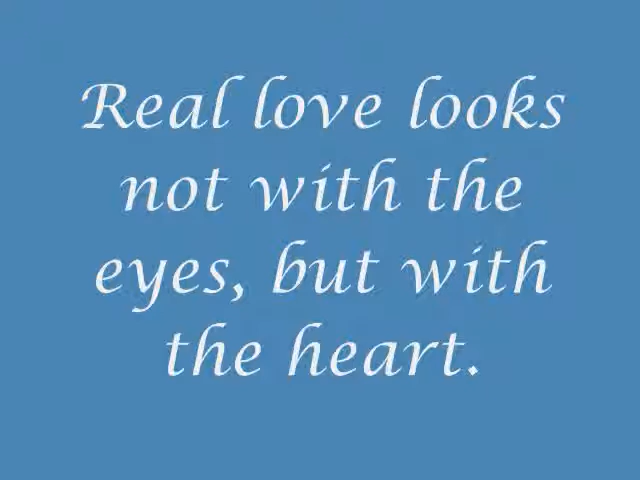 Real love looks
not with the
eyes, but with
the heart.